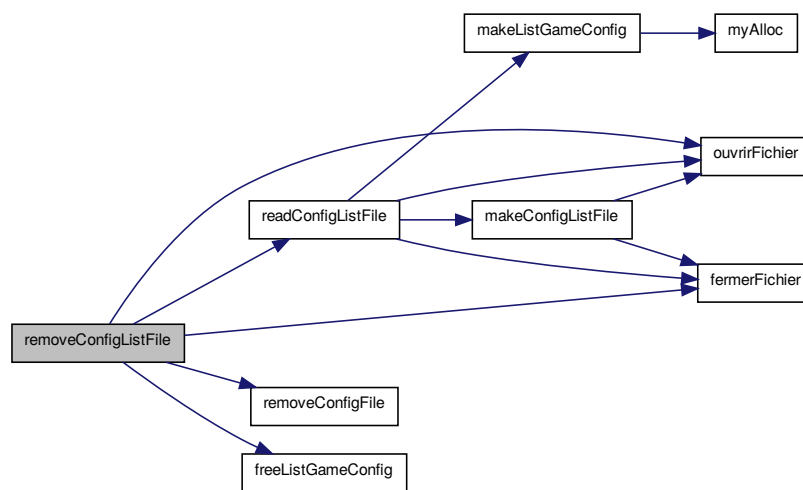 makeListGameConfig
myAlloc
ouvrirFichier
readConfigListFile
makeConfigListFile
fermerFichier
removeConfigListFile
removeConfigFile
freeListGameConfig